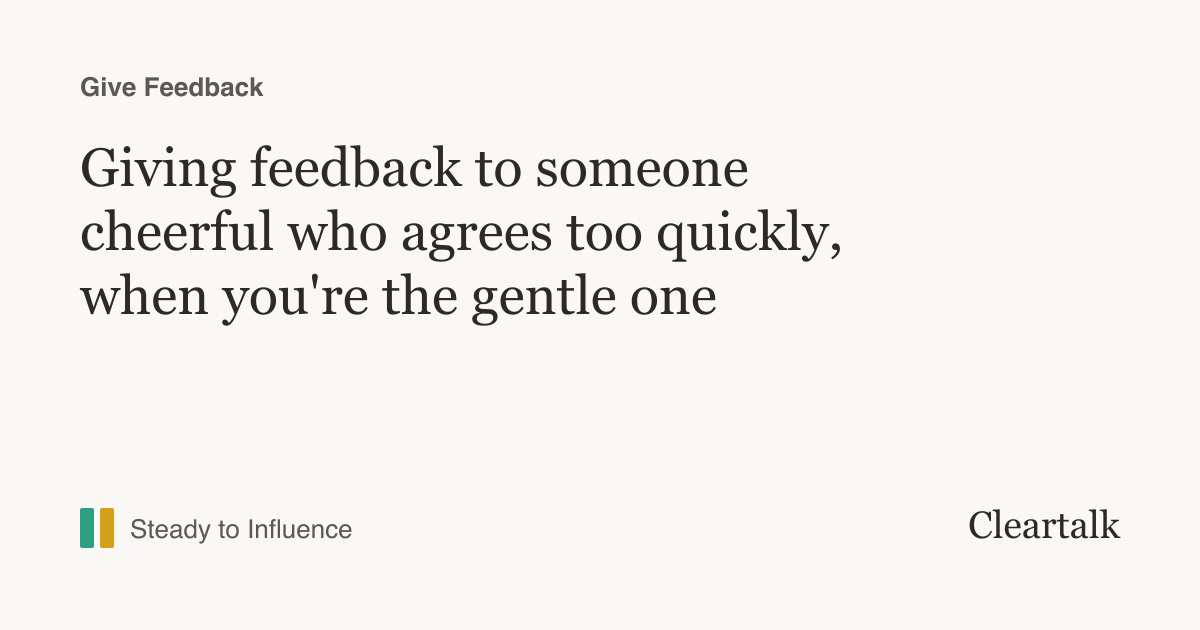 Give Feedback
Giving feedback to someone
cheerful who agrees too quickly,
when you're the gentle one
Steady to Influence
Cleartalk